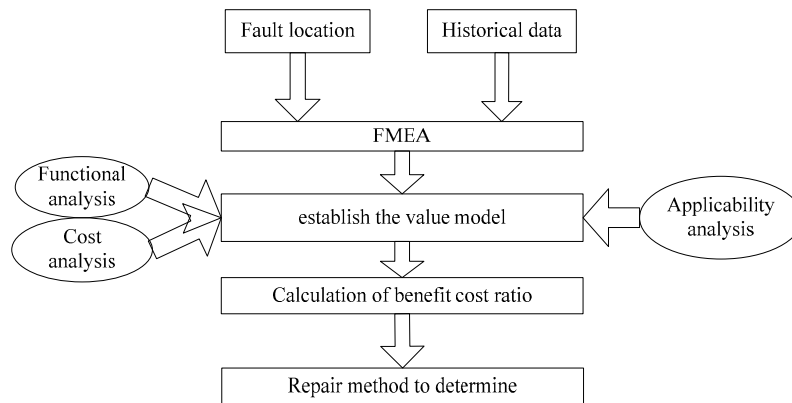 Fault location
Historical data
FMEA
Functional
analysis
establish the value model
Applicability
analysis
Cost
analysis
Calculation of benefit cost ratio
Repair method to determine